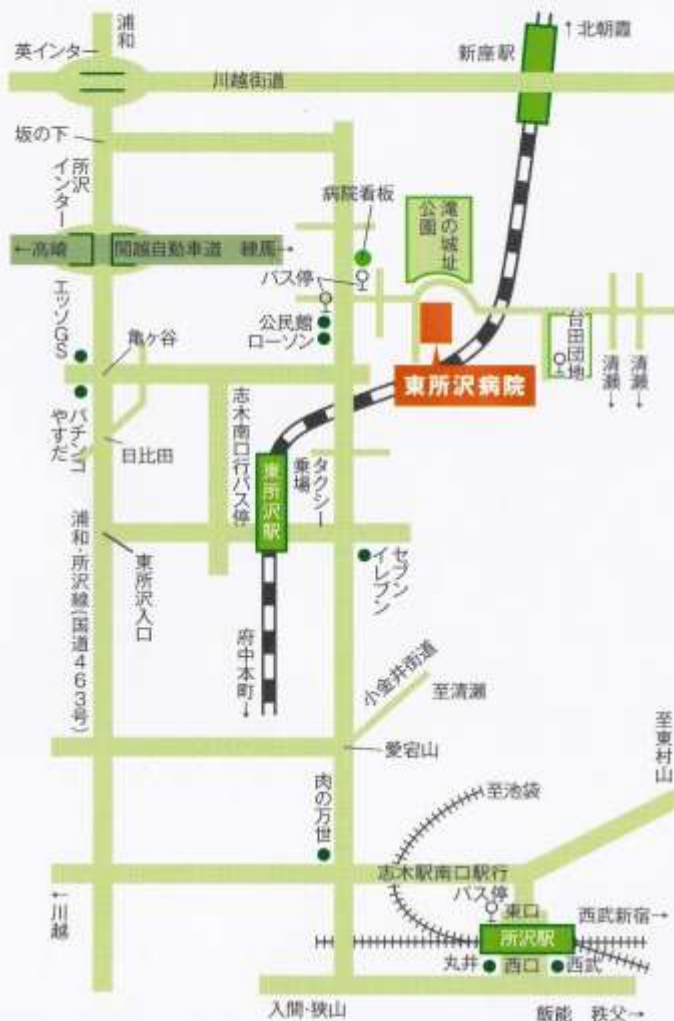 浦和
↑北朝霞
英インター
新座駅
川越街道
坂の下
所沢
インター
病院看板
滝の城址
公園
←高崎
関越自動車道 練馬→
バス停
エッソGS
公民館
ローソン
亀ヶ谷
台田団地
清瀬→
清瀬→
東所沢病院
パチンコ
やすだ
志木南口行バス停
日比田
東所沢駅
タクシー
乗場
浦和・所沢線(国道463号)
東所沢入口
セブン
イレブン
府中本町→
小金井街道
至清瀬
愛宕山
至東村山
肉の万世
至池袋
志木駅南口駅行
バス停
←川越
東口
西武新宿→
所沢駅
丸井
西口
西武
入間・狭山
飯能 秩父→